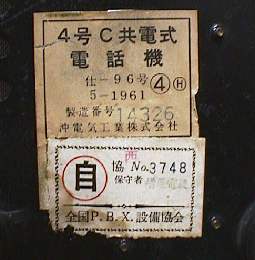 4号C共電式
電話機
仕-96号 ④ Ⓗ
5-1961
製造番号 14326
沖電気工業株式会社
西
自 協 No.3748
保守者
全国P.B.X.設備協会